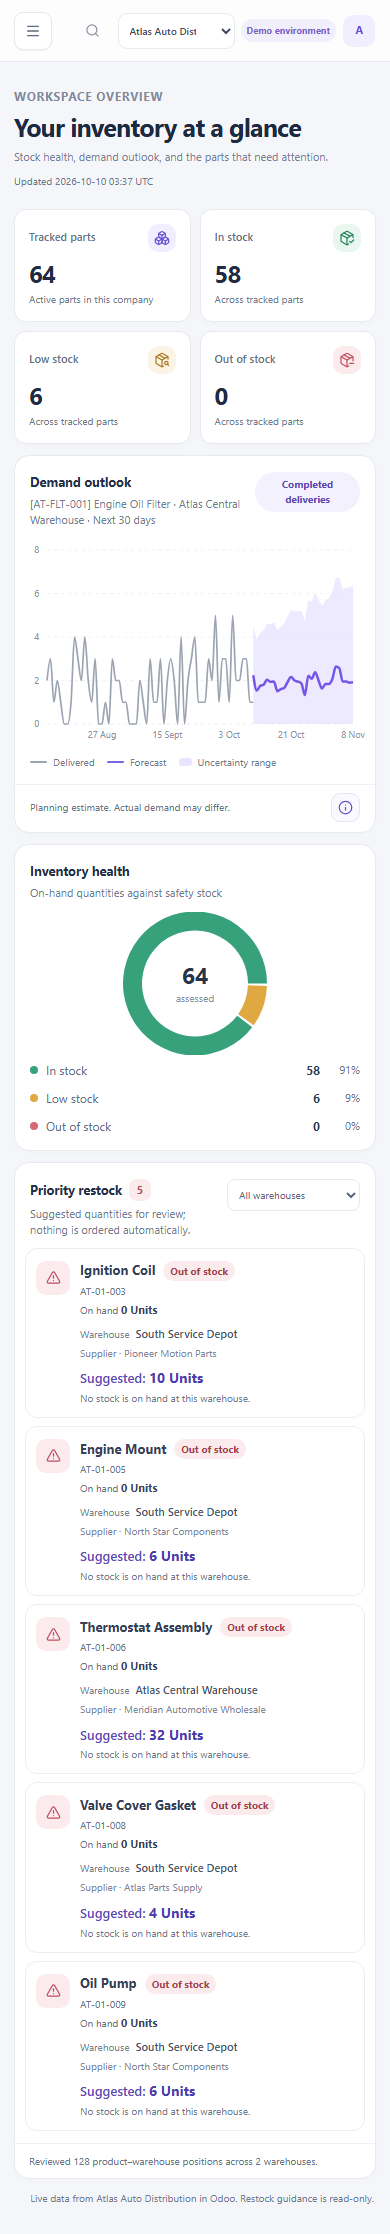 Atlas Auto Dist
Demo environment
A
WORKSPACE OVERVIEW
Your inventory at a glance
Stock health, demand outlook, and the parts that need attention.
Updated 2026-10-10 03:37 UTC
Tracked parts
64
Active parts in this company
In stock
58
Across tracked parts
Low stock
6
Across tracked parts
Out of stock
0
Across tracked parts
Demand outlook
[AT-FLT-001] Engine Oil Filter · Atlas Central
Warehouse · Next 30 days
Completed
deliveries
8
6
4
2
0
27 Aug
15 Sept
3 Oct
21 Oct
8 Nov
Delivered
Forecast
Uncertainty range
Planning estimate. Actual demand may differ.
Inventory health
On-hand quantities against safety stock
64
assessed
In stock 58 91%
Low stock 6 9%
Out of stock 0 0%
Priority restock 5
Suggested quantities for review;
nothing is ordered automatically.
All warehouses
Ignition Coil Out of stock
AT-01-003
On hand 0 Units
Warehouse South Service Depot
Supplier · Pioneer Motion Parts
Suggested: 10 Units
No stock is on hand at this warehouse.
Engine Mount Out of stock
AT-01-005
On hand 0 Units
Warehouse South Service Depot
Supplier · North Star Components
Suggested: 6 Units
No stock is on hand at this warehouse.
Thermostat Assembly Out of stock
AT-01-006
On hand 0 Units
Warehouse Atlas Central Warehouse
Supplier · Meridian Automotive Wholesale
Suggested: 32 Units
No stock is on hand at this warehouse.
Valve Cover Gasket Out of stock
AT-01-008
On hand 0 Units
Warehouse South Service Depot
Supplier · Atlas Parts Supply
Suggested: 4 Units
No stock is on hand at this warehouse.
Oil Pump Out of stock
AT-01-009
On hand 0 Units
Warehouse South Service Depot
Supplier · North Star Components
Suggested: 6 Units
No stock is on hand at this warehouse.
Reviewed 128 product–warehouse positions across 2 warehouses.
Live data from Atlas Auto Distribution in Odoo. Restock guidance is read-only.